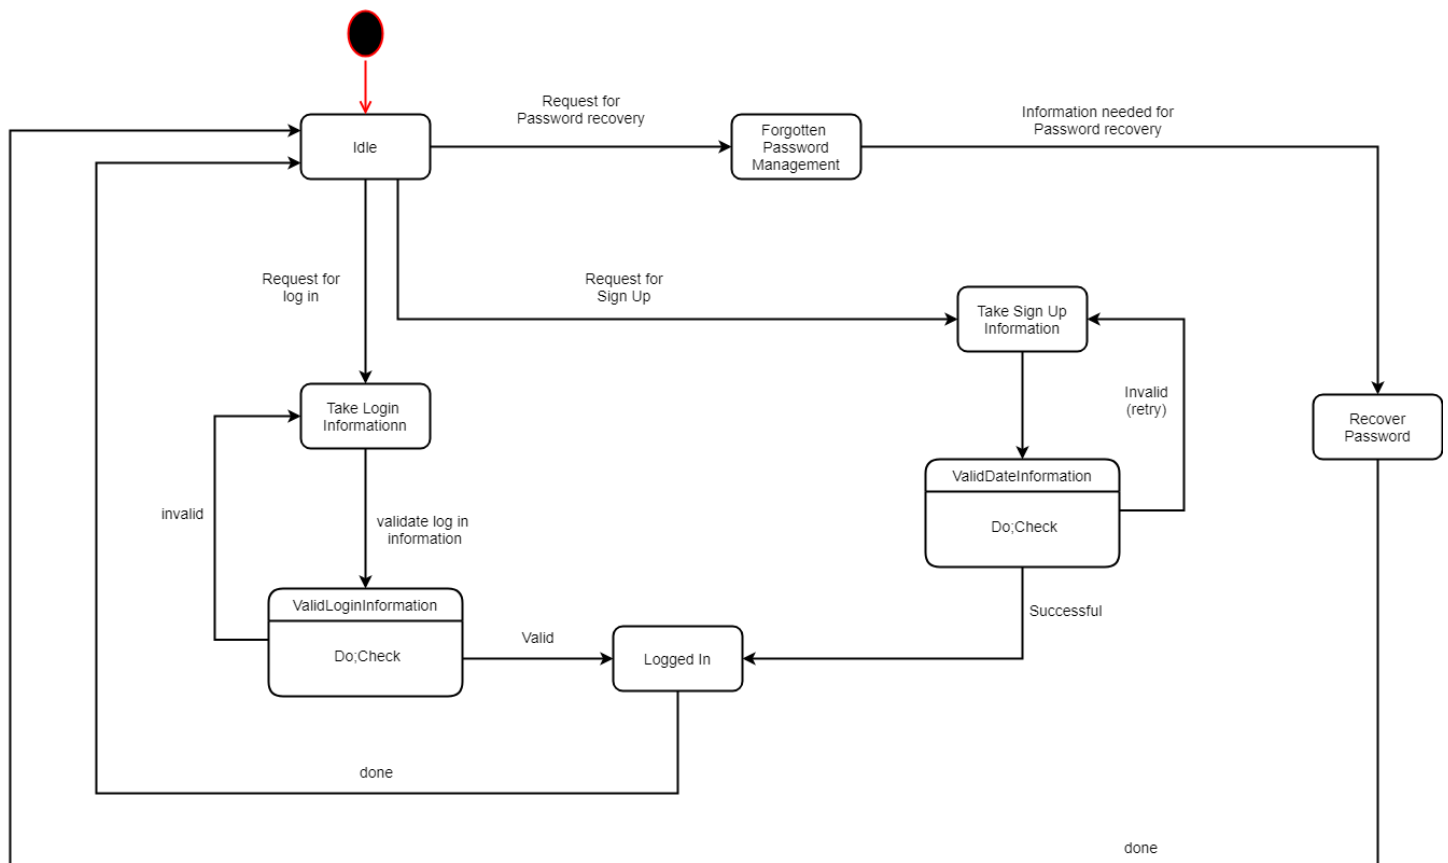 Request for
Password recovery
Information needed for
Password recovery
Idle
Forgotten
Password
Management
Request for
log in
Request for
Sign Up
Take Sign Up
Information
Take Login
Informationn
Invalid
(retry)
Recover
Password
ValidDateInformation
Do;Check
invalid
validate log in
information
ValidLoginInformation
Do;Check
Valid
Logged In
Successful
done
done